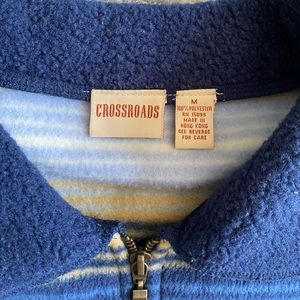 CROSSROADS
M
100% POLYESTER
RN 15099
MADE IN
HONG KONG
SEE REVERSE
FOR CARE